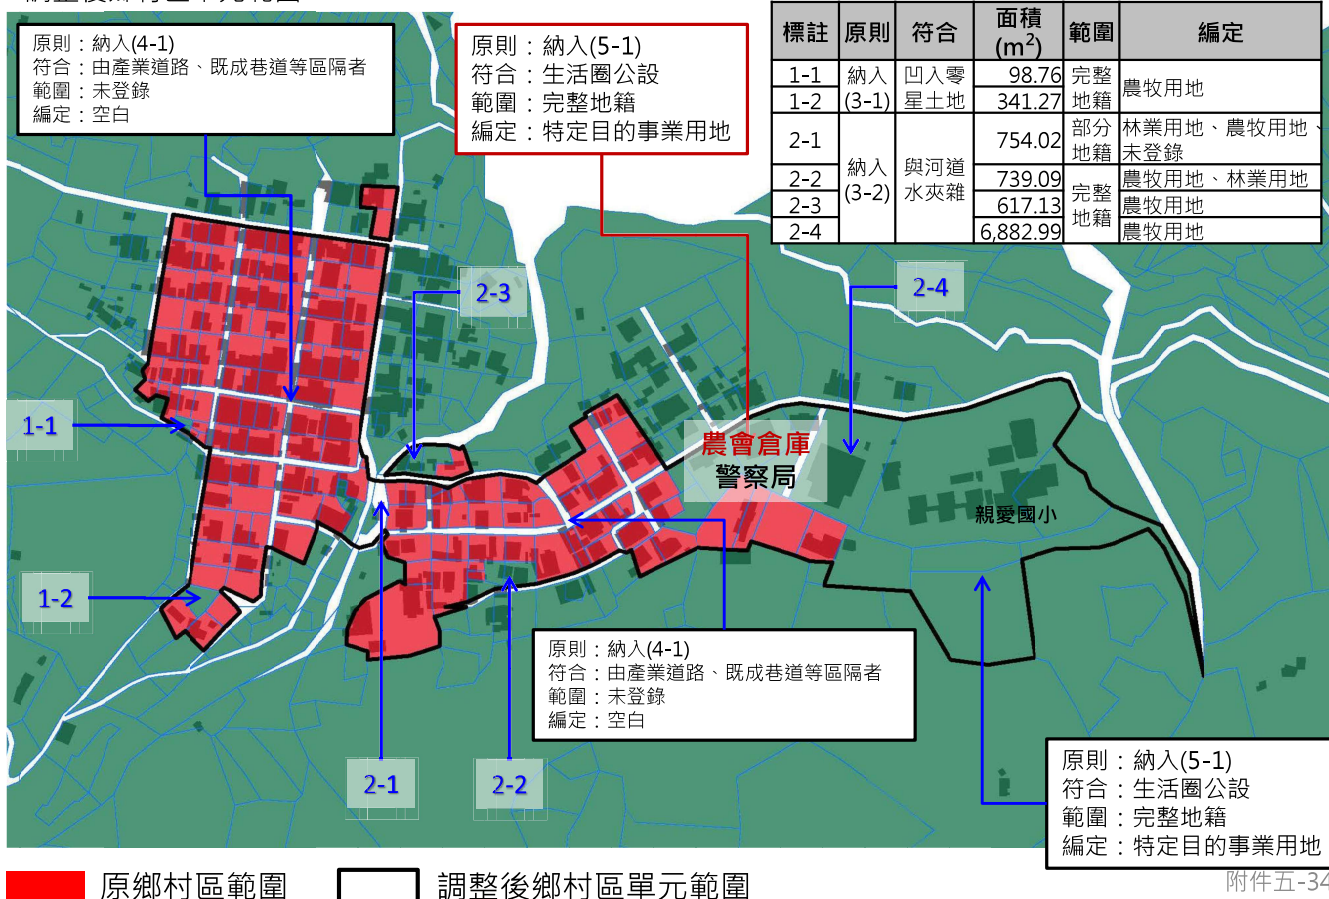 調整後鄉村區單元範圍
原則：納入(4-1)
符合：由產業道路、既成巷道等區隔者
範圍：未登錄
編定：空白
原則：納入(5-1)
符合：生活圈公設
範圍：完整地籍
編定：特定目的事業用地
標註 原則 符合 面積(m²) 範圍 編定
1-1 納入(3-1) 凹入零星土地 98.76 完整地籍 農牧用地
1-2 341.27
2-1 納入(3-2) 與河道水夾雜 754.02 部分地籍 林業用地、農牧用地、未登錄
2-2 739.09 完整地籍 農牧用地、林業用地
2-3 617.13 農牧用地
2-4 6,882.99 農牧用地
2-3
2-4
1-1
農會倉庫
警察局
親愛國小
1-2
原則：納入(4-1)
符合：由產業道路、既成巷道等區隔者
範圍：未登錄
編定：空白
2-1
2-2
原則：納入(5-1)
符合：生活圈公設
範圍：完整地籍
編定：特定目的事業用地
原鄉村區範圍
調整後鄉村區單元範圍
附件五-34